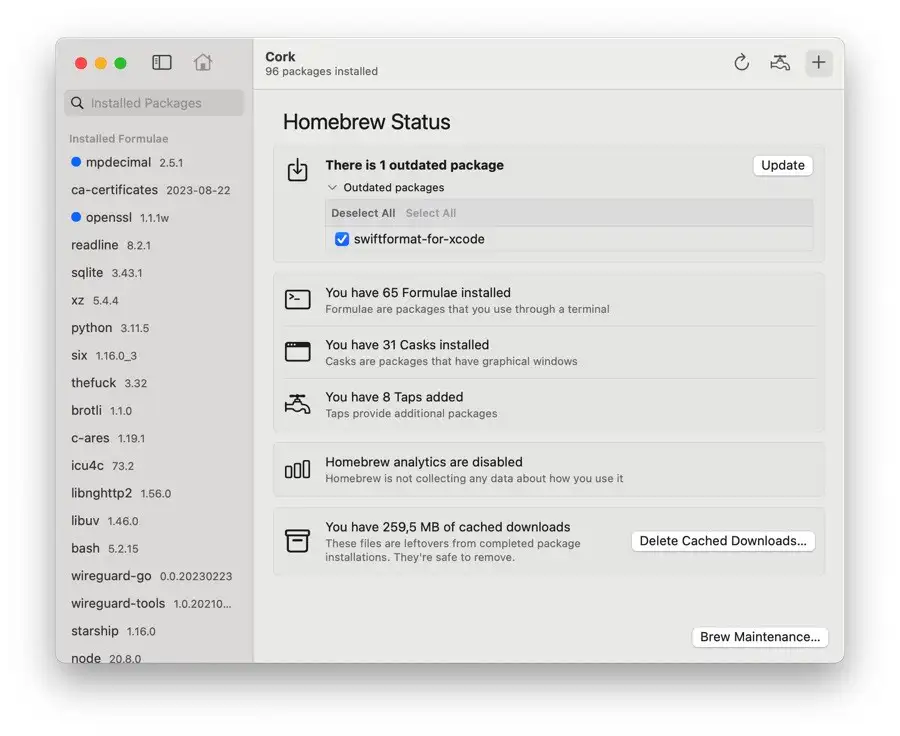 Cork
96 packages installed
Installed Packages
Installed Formulae
mpdecimal 2.5.1
ca-certificates 2023-08-22
openssl 1.1.1w
readline 8.2.1
sqlite 3.43.1
xz 5.4.4
python 3.11.5
six 1.16.0_3
thefuck 3.32
brotli 1.1.0
c-ares 1.19.1
icu4c 73.2
libnghttp2 1.56.0
libuv 1.46.0
bash 5.2.15
wireguard-go 0.0.20230223
wireguard-tools 1.0.20210...
starship 1.16.0
node 20.8.0
Homebrew Status
There is 1 outdated package
Update
Outdated packages
Deselect All Select All
swiftformat-for-xcode
You have 65 Formulae installed
Formulae are packages that you use through a terminal
You have 31 Casks installed
Casks are packages that have graphical windows
You have 8 Taps added
Taps provide additional packages
Homebrew analytics are disabled
Homebrew is not collecting any data about how you use it
You have 259,5 MB of cached downloads
These files are leftovers from completed package
installations. They're safe to remove.
Delete Cached Downloads...
Brew Maintenance...